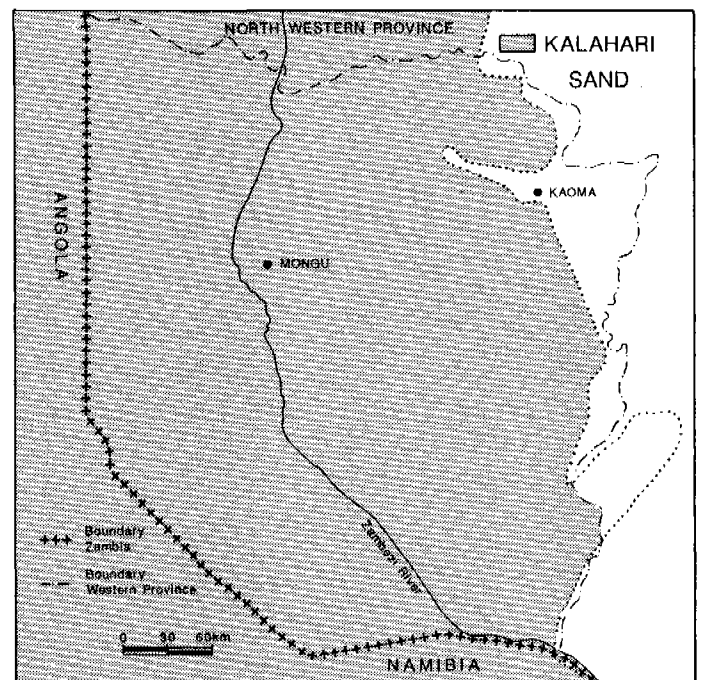 NORTH WESTERN PROVINCE
KALAHARI
SAND
KAOMA
ANGOLA
MONGU
Zambezi River
Boundary
Zambia
Boundary
Western Province
0 30 60km
NAMIBIA